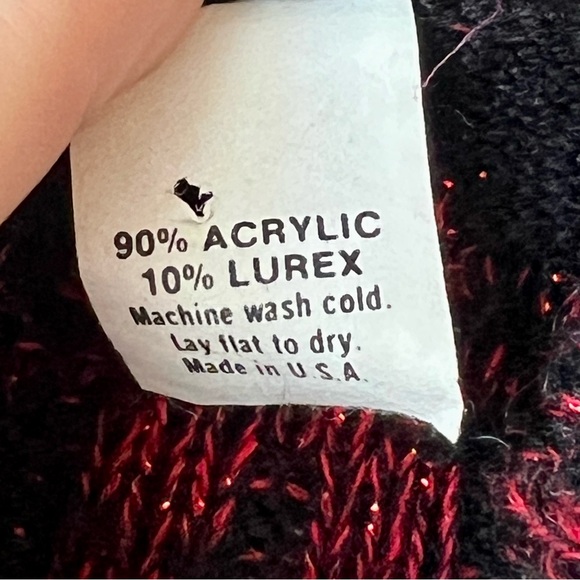 90% ACRYLIC
10% LUREX
Machine wash cold.
Lay flat to dry.
Made in U.S.A.